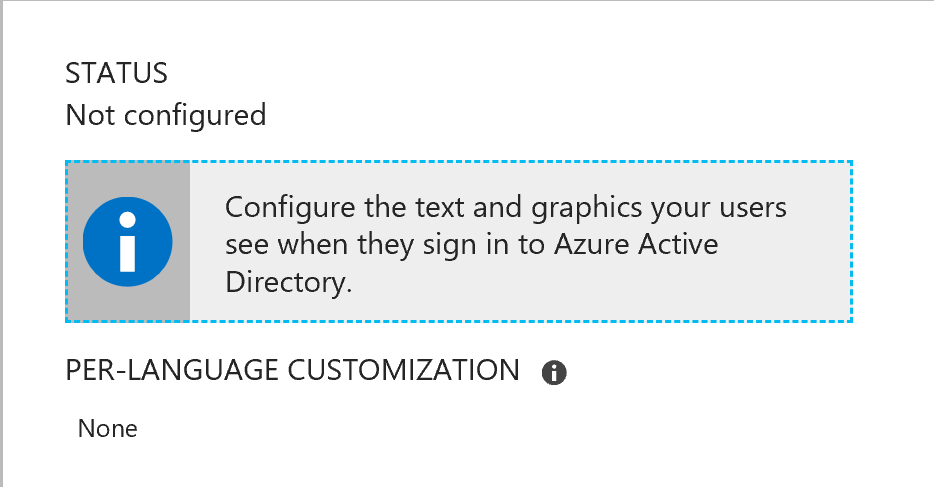 STATUS
Not configured
Configure the text and graphics your users
see when they sign in to Azure Active
Directory.
PER-LANGUAGE CUSTOMIZATION
None